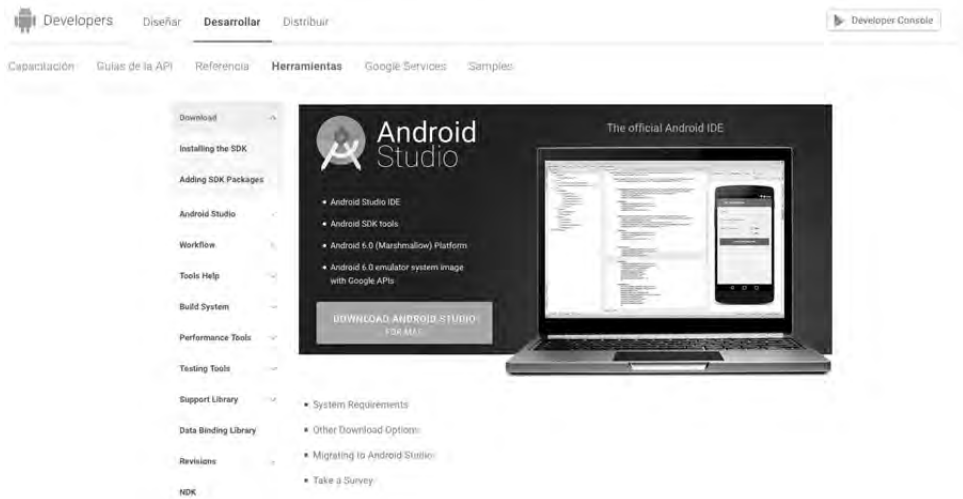 Developers Diseñar Desarrollar Distribuir Developer Console
Capacitación Guías de la API Referencia Herramientas Google Services Samples
Download
Installing the SDK
Adding SDK Packages
Android Studio
Workflow
Tools Help
Build System
Performance Tools
Testing Tools
Support Library
Data Binding Library
Revisions
NDK
Android
Studio
The official Android IDE
• Android Studio IDE
• Android SDK tools
• Android 6.0 (Marshmallow) Platform
• Android 6.0 emulator system image
with Google APIs
DOWNLOAD ANDROID STUDIO
FOR MAC
• System Requirements
• Other Download Options
• Migrating to Android Studio
• Take a Survey